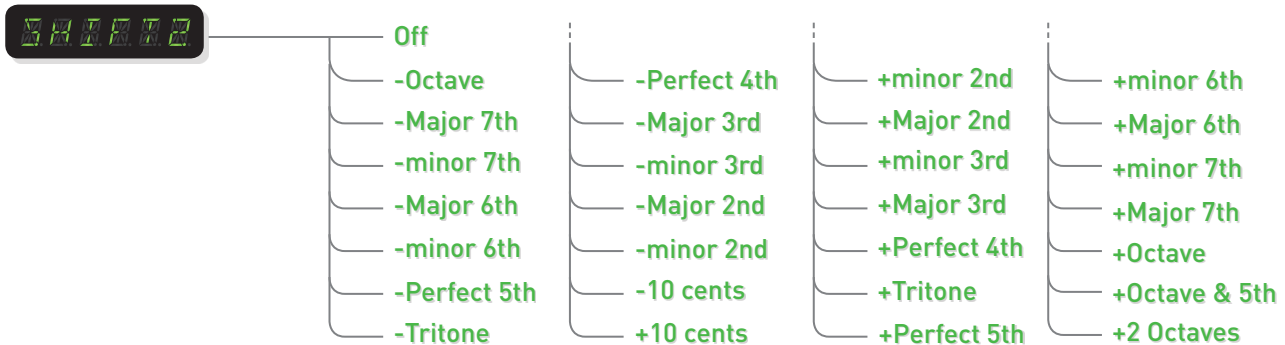 SHIFT2
Off
-Octave
-Major 7th
-minor 7th
-Major 6th
-minor 6th
-Perfect 5th
-Tritone
-Perfect 4th
-Major 3rd
-minor 3rd
-Major 2nd
-minor 2nd
-10 cents
+10 cents
+minor 2nd
+Major 2nd
+minor 3rd
+Major 3rd
+Perfect 4th
+Tritone
+Perfect 5th
+minor 6th
+Major 6th
+minor 7th
+Major 7th
+Octave
+Octave & 5th
+2 Octaves